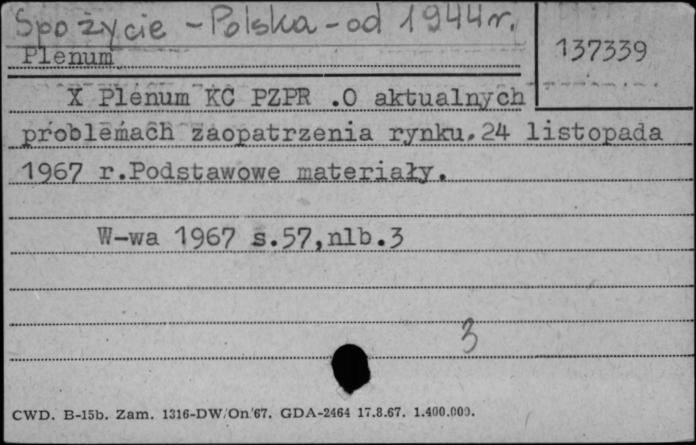 Spożycie - Polska - od 1944 r.
137339
Plenum
X Plenum KC PZPR .O aktualnych
problemach zaopatrzenia rynku.24 listopada
1967 r.Podstawowe materiały.
W-wa 1967 s.57,nlb.3
3
CWD. B-15b. Zam. 1316-DW/On/67. GDA-2464 17.8.67. 1.400.000.